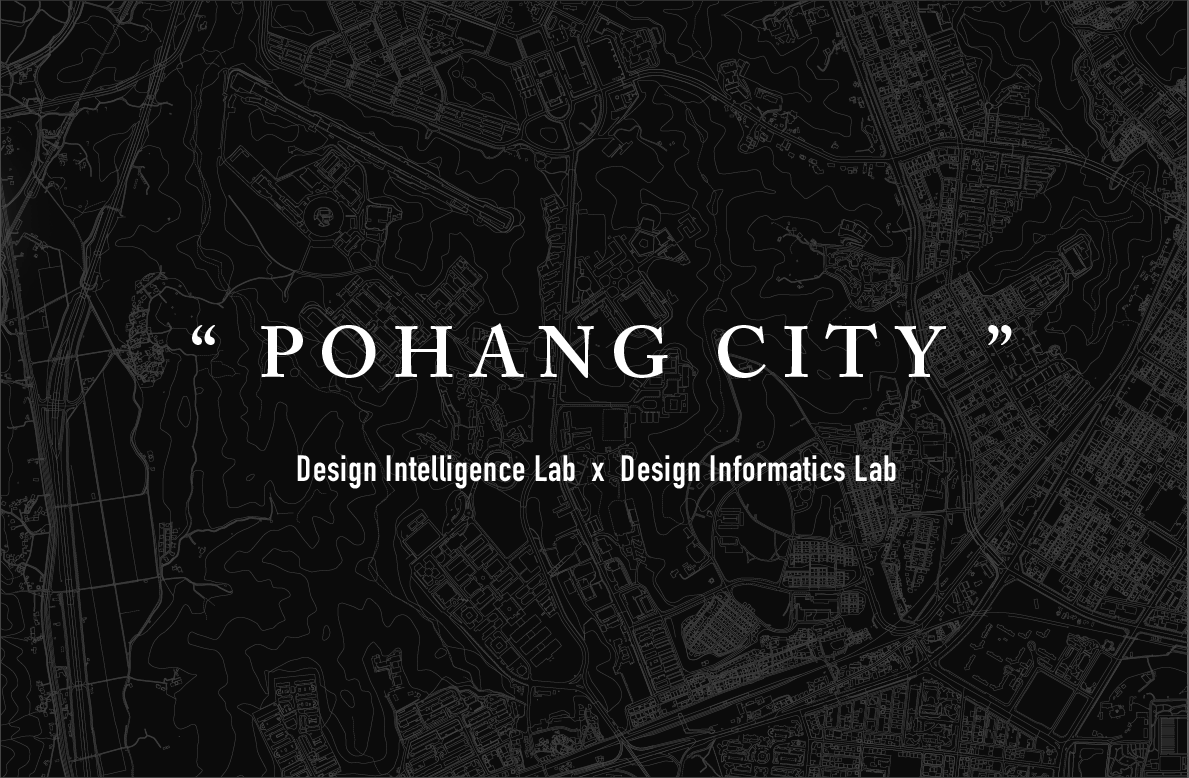 “ POHANG CITY ”
Design Intelligence Lab x Design Informatics Lab